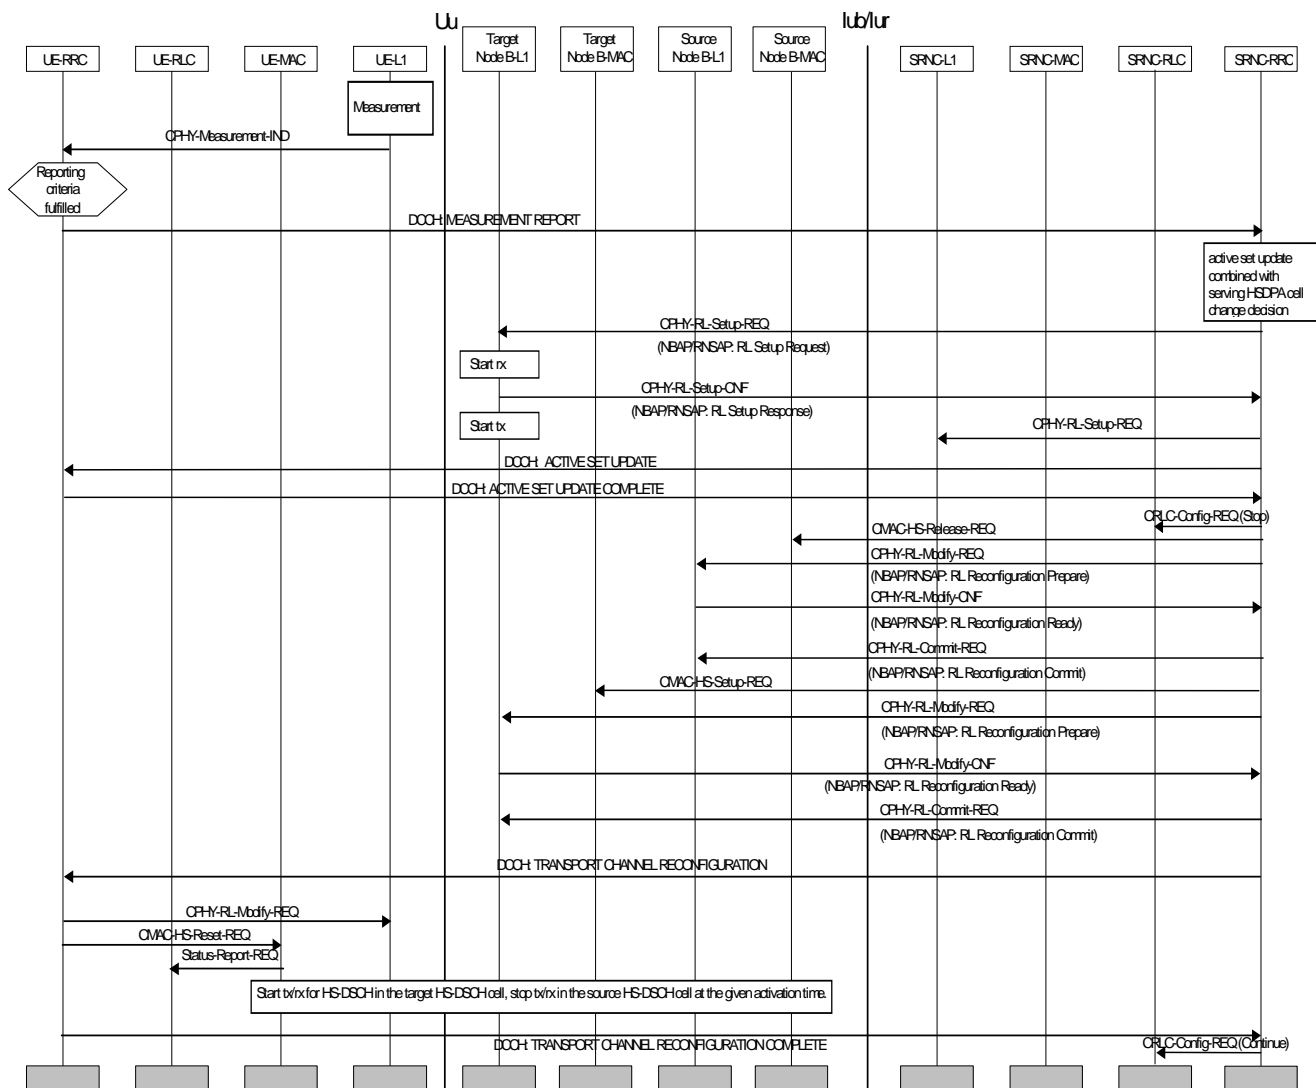 Uu
Iub/Iur
UE-RRC
UE-RLC
UE-MAC
UE-L1
Target
Node B-L1
Target
Node B-MAC
Source
Node B-L1
Source
Node B-MAC
SRNC-L1
SRNC-MAC
SRNC-RLC
SRNC-RRC
Measurement
CPHY-Measurement-IND
Reporting
criteria
fulfilled
DCCH: MEASUREMENT REPORT
active set update
combined with
serving HSDPA cell
change decision
CPHY-RL-Setup-REQ
(NBAP/RNSAP: RL Setup Request)
Start rx
CPHY-RL-Setup-CNF
(NBAP/RNSAP: RL Setup Response)
Start tx
CPHY-RL-Setup-REQ
DCCH: ACTIVE SET UPDATE
DCCH: ACTIVE SET UPDATE COMPLETE
CRLC-Config-REQ (Stop)
CMAC-HS-Release-REQ
CPHY-RL-Modify-REQ
(NBAP/RNSAP: RL Reconfiguration Prepare)
CPHY-RL-Modify-CNF
(NBAP/RNSAP: RL Reconfiguration Ready)
CPHY-RL-Commit-REQ
(NBAP/RNSAP: RL Reconfiguration Commit)
CMAC-HS-Setup-REQ
CPHY-RL-Modify-REQ
(NBAP/RNSAP: RL Reconfiguration Prepare)
CPHY-RL-Modify-CNF
(NBAP/RNSAP: RL Reconfiguration Ready)
CPHY-RL-Commit-REQ
(NBAP/RNSAP: RL Reconfiguration Commit)
DCCH: TRANSPORT CHANNEL RECONFIGURATION
CPHY-RL-Modify-REQ
CMAC-HS-Reset-REQ
Status-Report-REQ
Start tx/rx for HS-DSCH in the target HS-DSCH cell, stop tx/rx in the source HS-DSCH cell at the given activation time.
DCCH: TRANSPORT CHANNEL RECONFIGURATION COMPLETE
CRLC-Config-REQ (Continue)